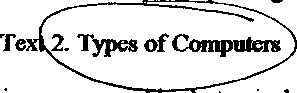 Text 2. Types of Computers